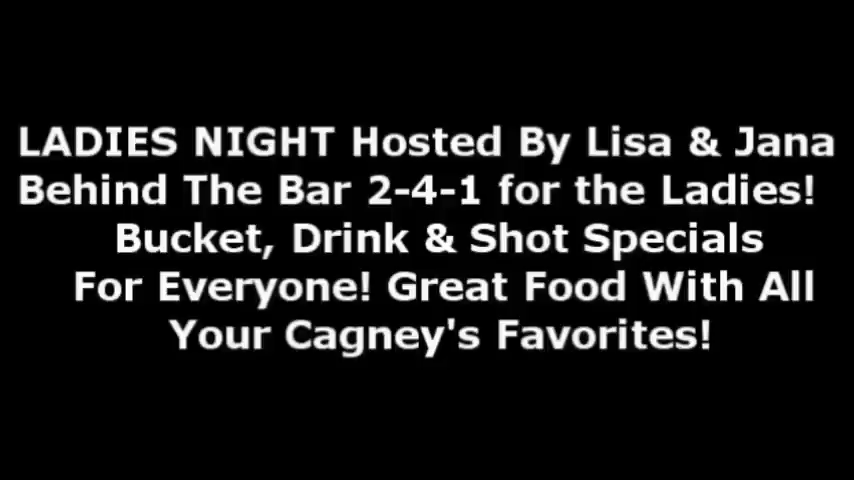 LADIES NIGHT Hosted By Lisa & Jana
Behind The Bar 2-4-1 for the Ladies!
Bucket, Drink & Shot Specials
For Everyone! Great Food With All
Your Cagney's Favorites!